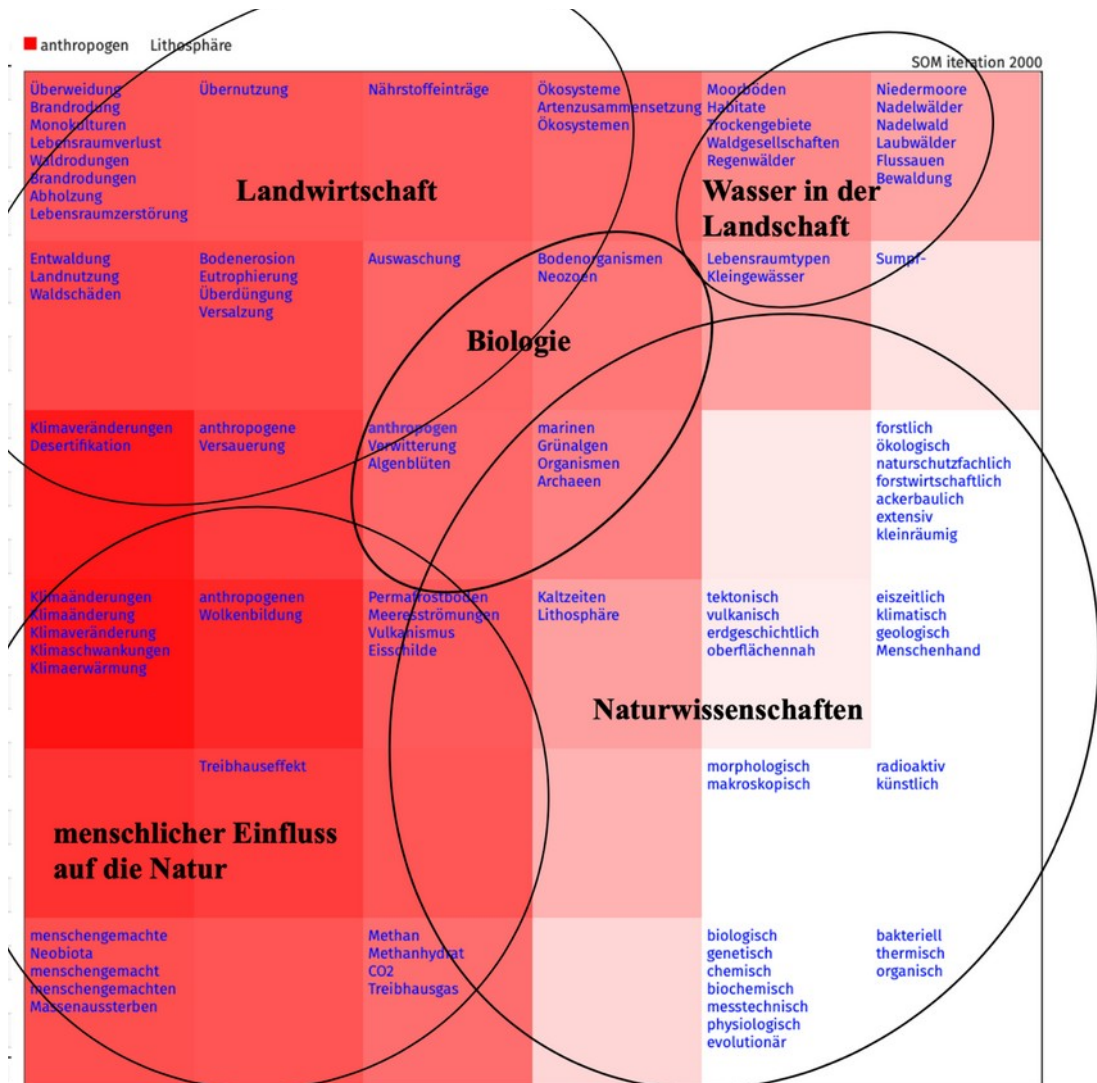 anthropogen Lithosphäre
SOM iteration 2000
Überweidung
Brandrodung
Monokulturen
Lebensraumverlust
Waldrodungen
Brandrodungen
Abholzung
Lebensraumzerstörung
Übernutzung
Nährstoffeinträge
Ökosysteme
Artenzusammensetzung
Ökosystemen
Moorböden
Habitate
Trockengebiete
Waldgesellschaften
Regenwälder
Niedermoore
Nadelwälder
Nadelwald
Laubwälder
Flussauen
Bewaldung
Landwirtschaft
Wasser in der
Landschaft
Entwaldung
Landnutzung
Waldschäden
Bodenerosion
Eutrophierung
Überdüngung
Versalzung
Auswaschung
Bodenorganismen
Neozoen
Lebensraumtypen
Kleingewässer
Sumpf-
Biologie
Klimaveränderungen
Desertifikation
anthropogene
Versauerung
anthropogen
Verwitterung
Algenblüten
marinen
Grünalgen
Organismen
Archaeen
forstlich
ökologisch
naturschutzfachlich
forstwirtschaftlich
ackerbaulich
extensiv
kleinräumig
Klimaänderungen
Klimaänderung
Klimaveränderung
Klimaschwankungen
Klimaerwärmung
anthropogenen
Wolkenbildung
Permafrostböden
Meeresströmungen
Vulkanismus
Eisschilde
Kaltzeiten
Lithosphäre
tektonisch
vulkanisch
erdgeschichtlich
oberflächennah
eiszeitlich
klimatisch
geologisch
Menschenhand
Naturwissenschaften
Treibhauseffekt
morphologisch
makroskopisch
radioaktiv
künstlich
menschlicher Einfluss
auf die Natur
menschengemachte
Neobiota
menschengemacht
menschengemachten
Massenaussterben
Methan
Methanhydrat
CO2
Treibhausgas
biologisch
genetisch
chemisch
biochemisch
messtechnisch
physiologisch
evolutionär
bakteriell
thermisch
organisch